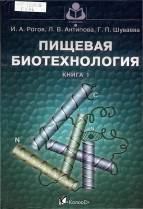 И. А. Рогов, Л. В. Антипова, Г. П. Шуваева
ПИЩЕВАЯ
БИОТЕХНОЛОГИЯ
КНИГА 1
КолосС